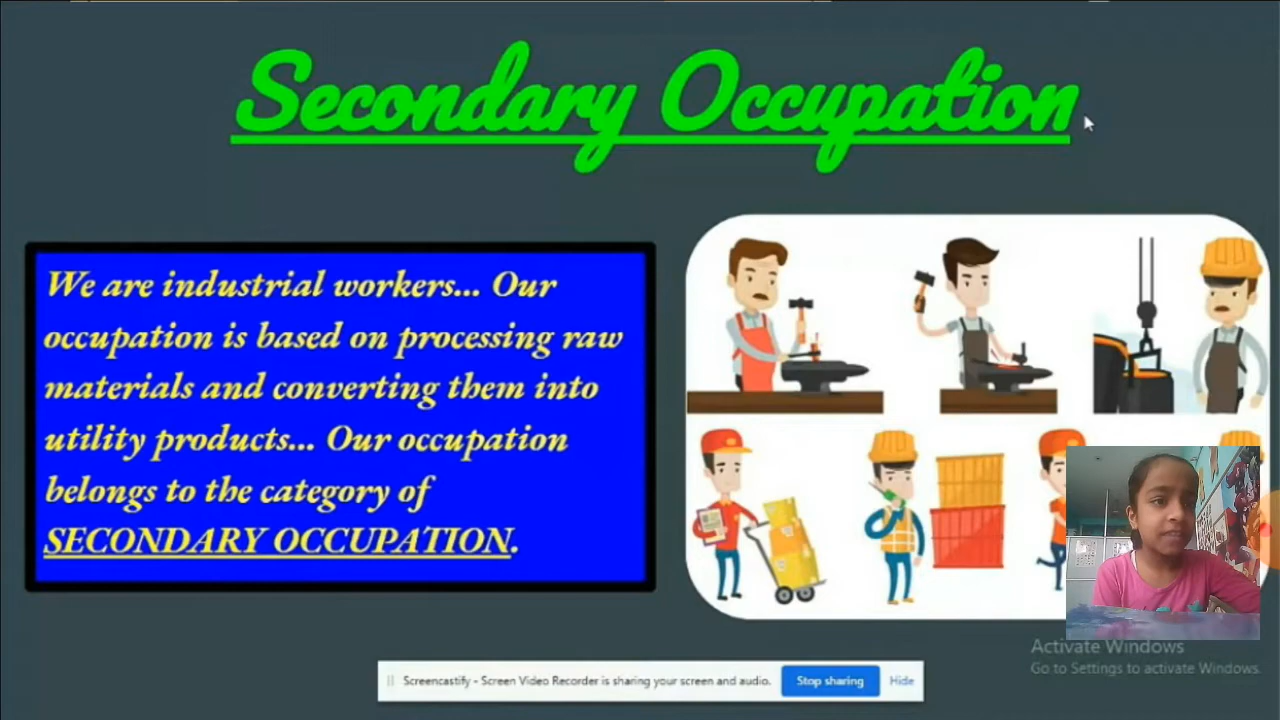 Secondary Occupation
We are industrial workers... Our
occupation is based on processing raw
materials and converting them into
utility products... Our occupation
belongs to the category of
SECONDARY OCCUPATION.
Activate Windows
Go to Settings to activate Windows.
Screencastify - Screen Video Recorder is sharing your screen and audio. Stop sharing Hide